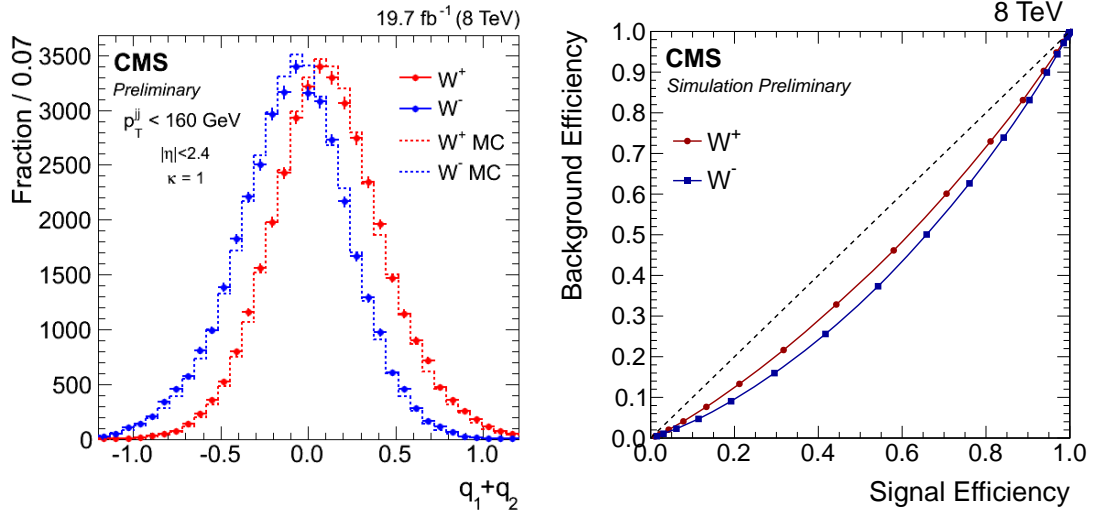 19.7 fb⁻¹ (8 TeV)
Fraction / 0.07
3500
3000
2500
2000
1500
1000
500
0
CMS
Preliminary
p_T^jj < 160 GeV
|η|<2.4
κ = 1
W⁺
W⁻
W⁺ MC
W⁻ MC
-1.0 -0.5 0.0 0.5 1.0
q₁+q₂
8 TeV
Background Efficiency
1.0
0.9
0.8
0.7
0.6
0.5
0.4
0.3
0.2
0.1
0.0
CMS
Simulation Preliminary
W⁺
W⁻
0.0 0.2 0.4 0.6 0.8 1.0
Signal Efficiency